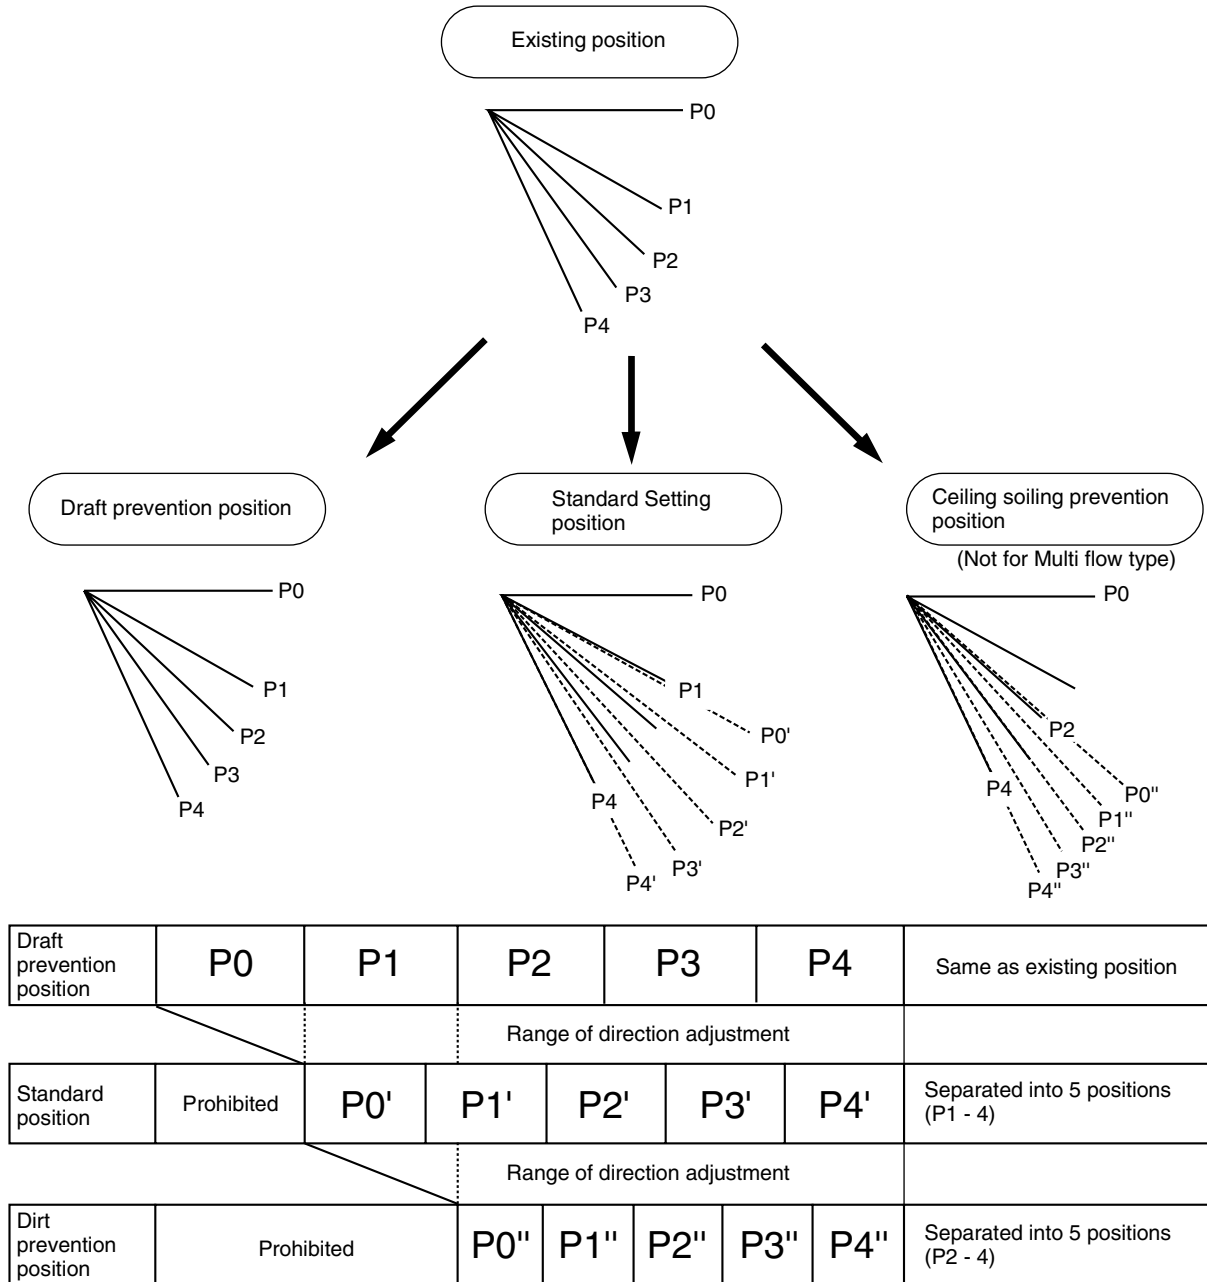 Existing position
P0
P1
P2
P3
P4
Draft prevention position
P0
P1
P2
P3
P4
Standard Setting
position
P0
P1
P0'
P1'
P4
P2'
P3'
P4'
Ceiling soiling prevention
position
(Not for Multi flow type)
P0
P2
P4
P0"
P1"
P2"
P3"
P4"
Draft
prevention
position
P0
P1
P2
P3
P4
Same as existing position
Range of direction adjustment
Standard
position
Prohibited
P0'
P1'
P2'
P3'
P4'
Separated into 5 positions
(P1 - 4)
Range of direction adjustment
Dirt
prevention
position
Prohibited
P0"
P1"
P2"
P3"
P4"
Separated into 5 positions
(P2 - 4)